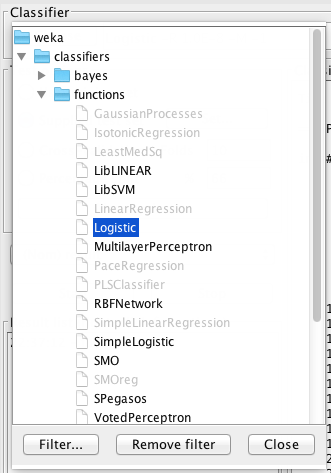 Classifier
weka
classifiers
bayes
functions
GaussianProcesses
IsotonicRegression
LeastMedSq
LibLINEAR
LibSVM
LinearRegression
Logistic
MultilayerPerceptron
PaceRegression
PLSClassifier
RBFNetwork
SimpleLinearRegression
SimpleLogistic
SMO
SMOreg
SPegasos
VotedPerceptron
Filter... Remove filter Close